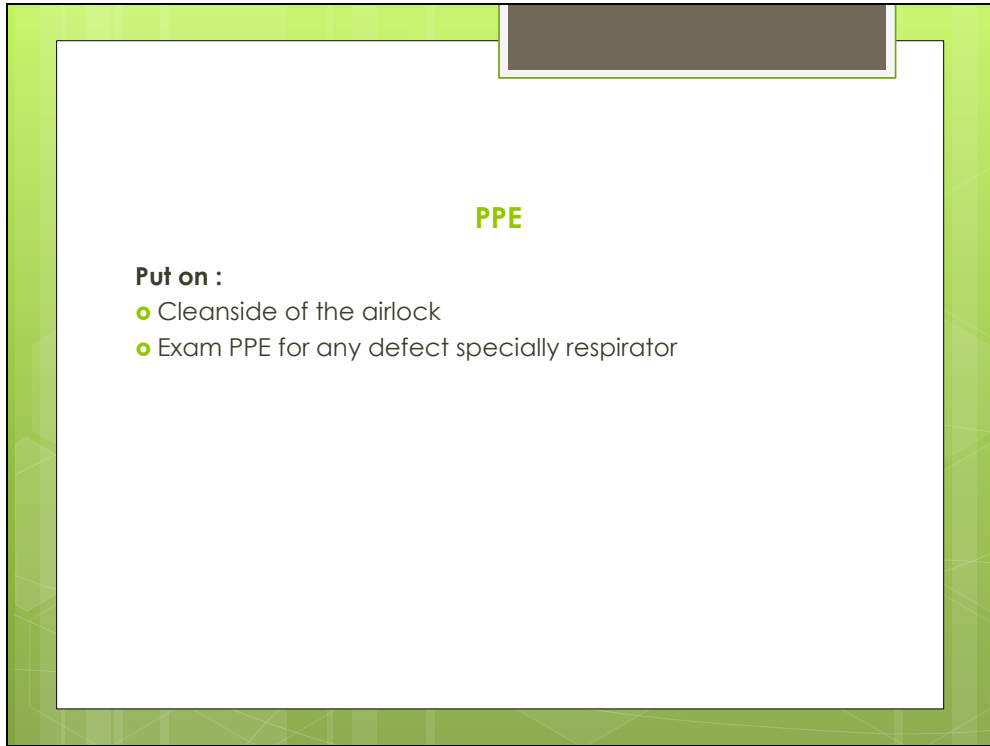 PPE
Put on :
Cleanside of the airlock
Exam PPE for any defect specially respirator